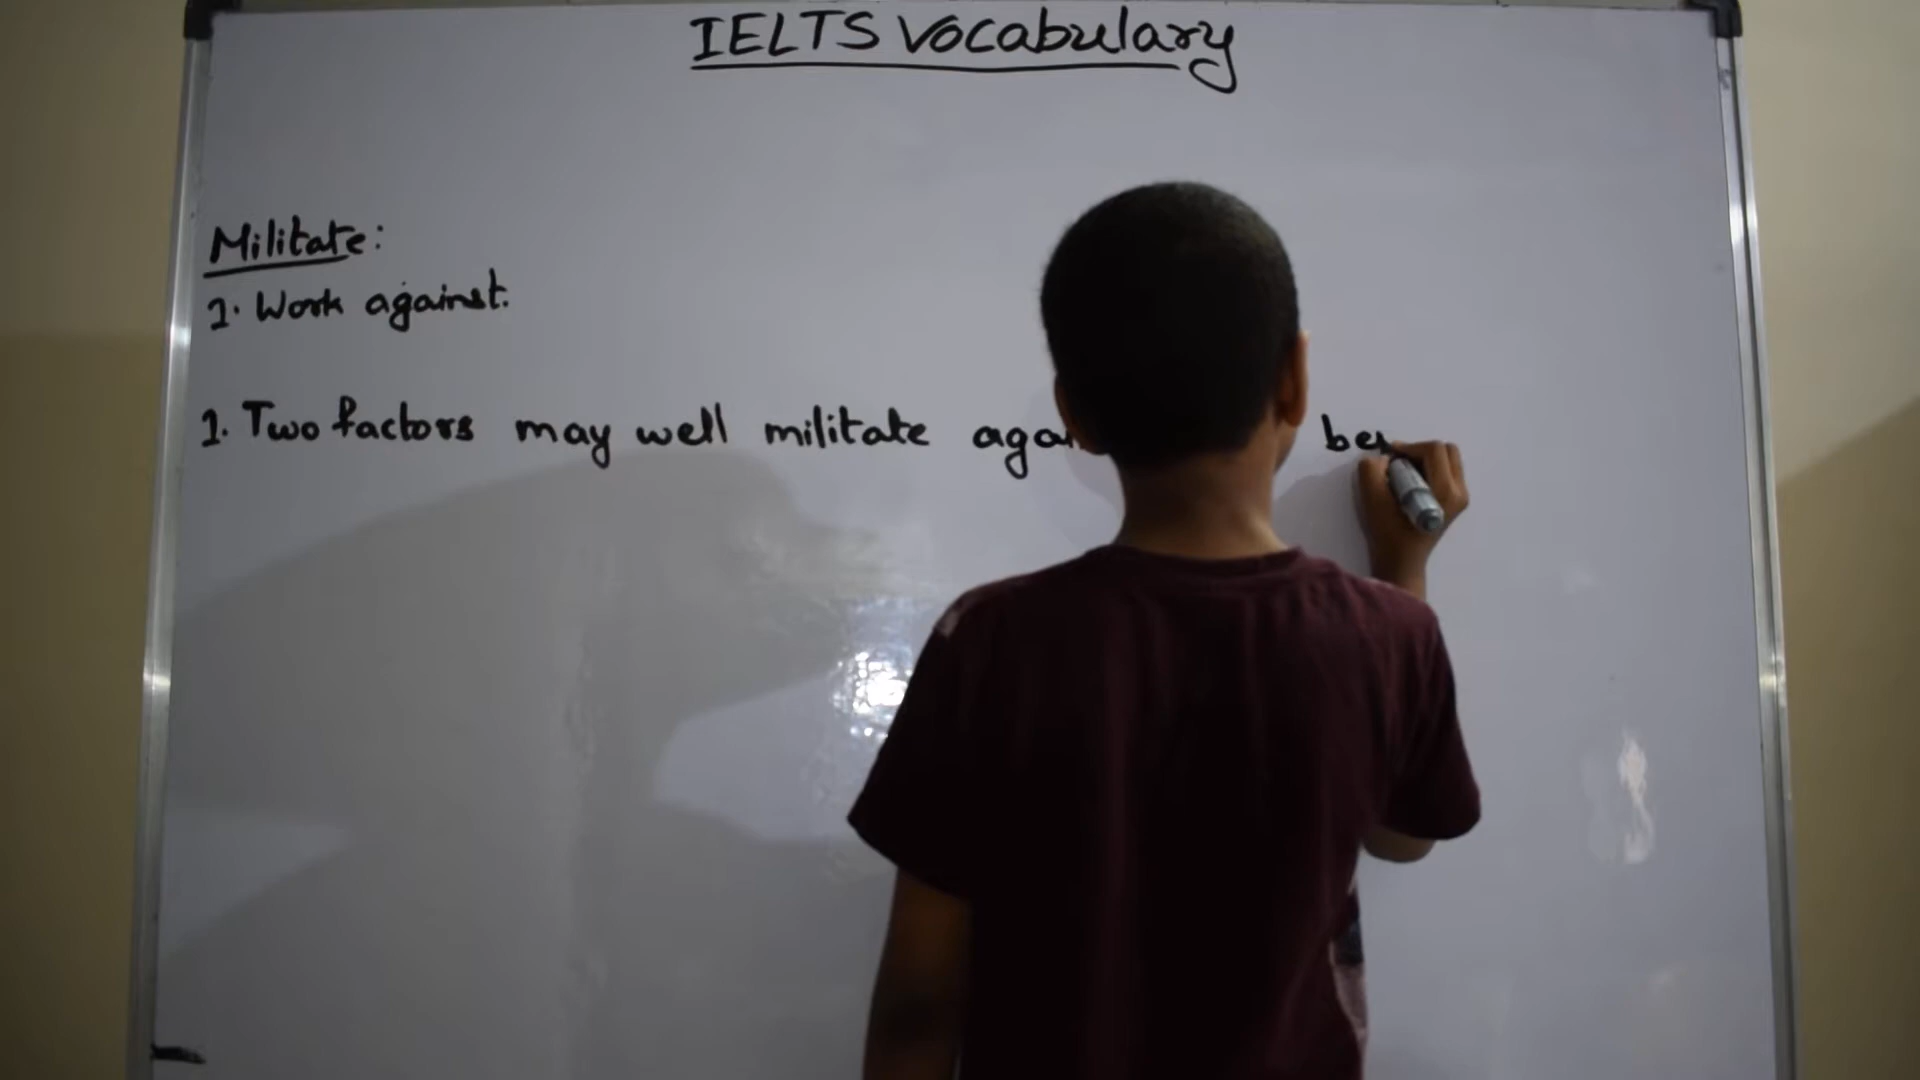 IELTS Vocabulary
Militate:
1. Work against.
1. Two factors may well militate